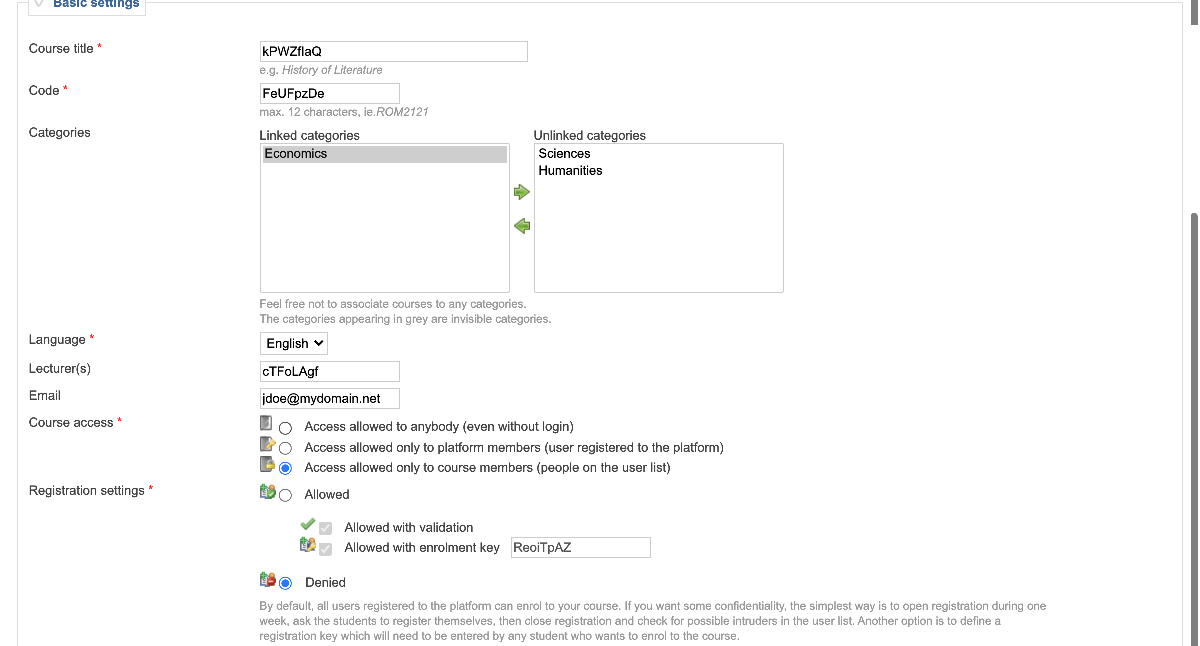 Basic settings
Course title *
kPWZflaQ
e.g. History of Literature
Code *
FeUFpzDe
max. 12 characters, ie.ROM2121
Categories
Linked categories
Unlinked categories
Economics
Sciences
Humanities
Feel free not to associate courses to any categories.
The categories appearing in grey are invisible categories.
Language *
English
Lecturer(s)
cTFoLAgf
Email
jdoe@mydomain.net
Course access *
Access allowed to anybody (even without login)
Access allowed only to platform members (user registered to the platform)
Access allowed only to course members (people on the user list)
Registration settings *
Allowed
Allowed with validation
Allowed with enrolment key
ReoiTpAZ
Denied
By default, all users registered to the platform can enrol to your course. If you want some confidentiality, the simplest way is to open registration during one
week, ask the students to register themselves, then close registration and check for possible intruders in the user list. Another option is to define a
registration key which will need to be entered by any student who wants to enrol to the course.